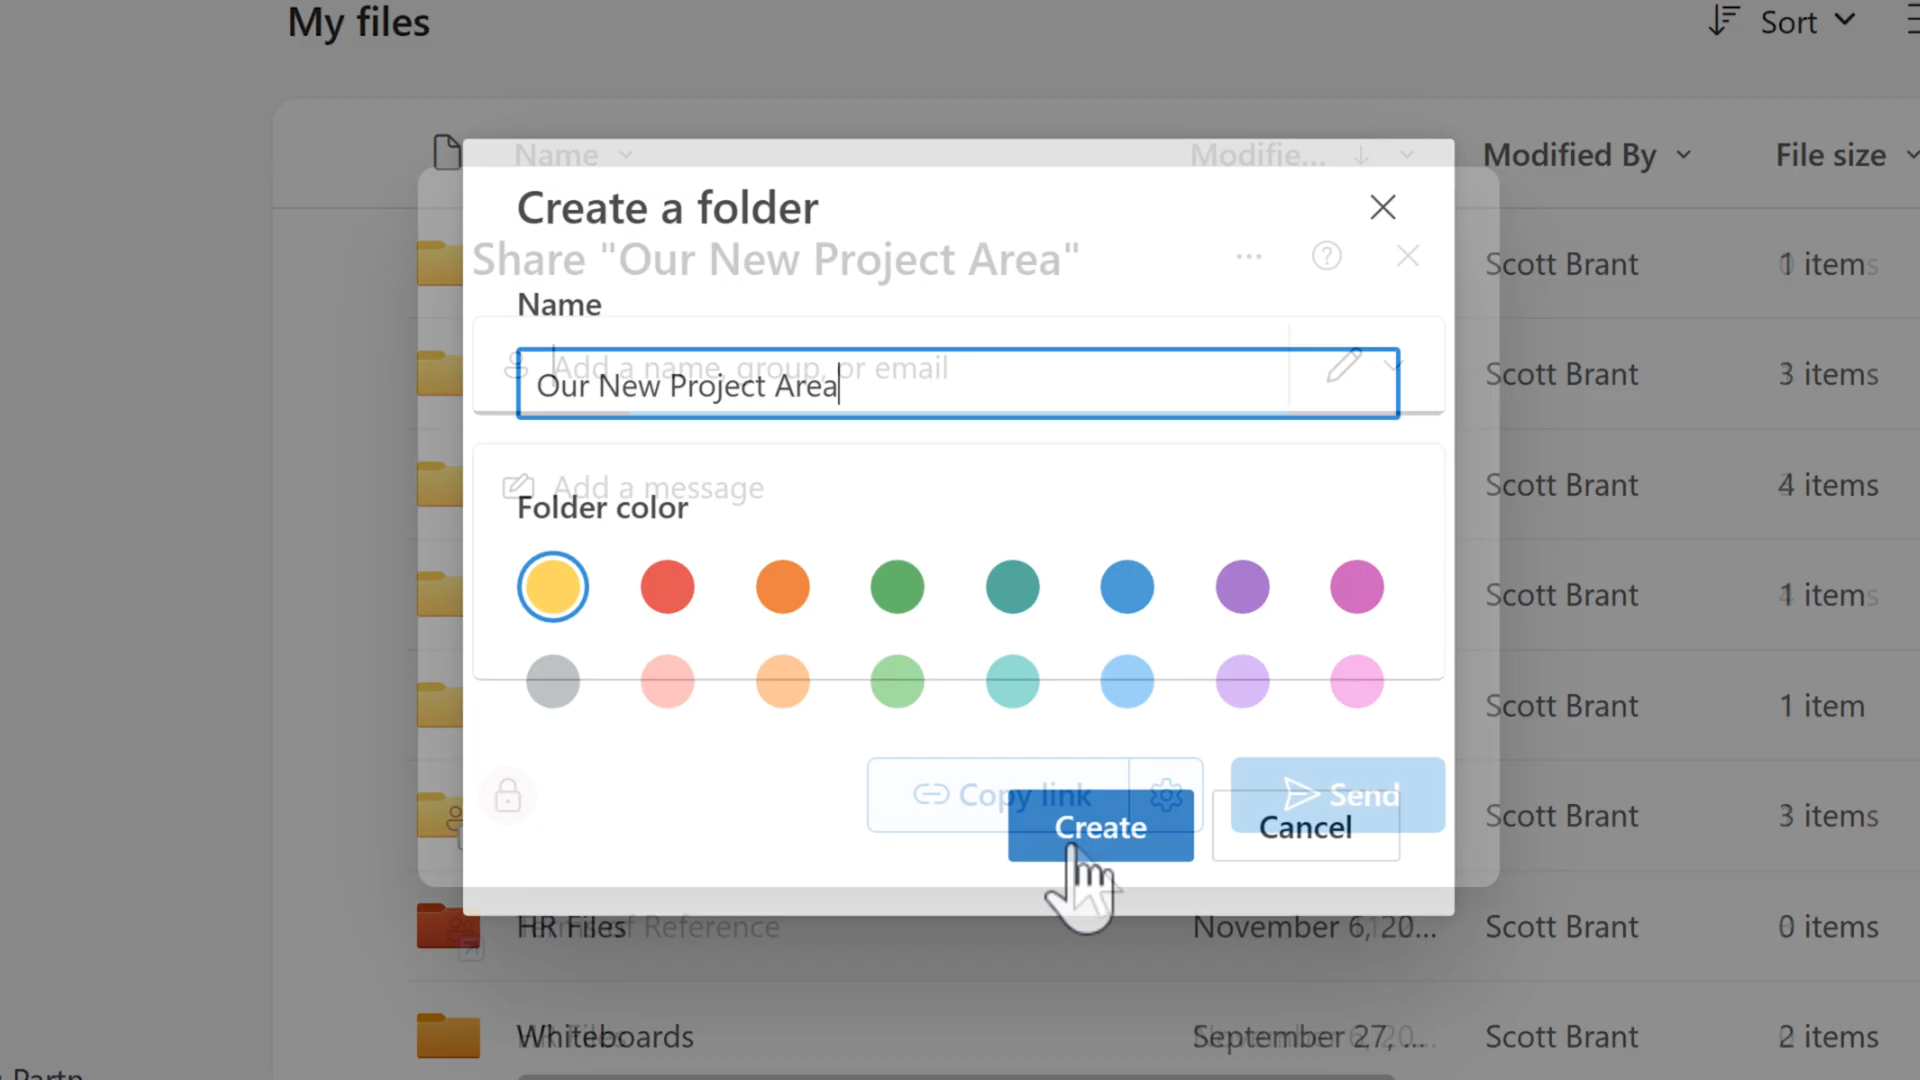 My files
Sort
Name
Modifie...
Modified By
File size
Create a folder
Share "Our New Project Area"
Scott Brant
1 items
Name
Add a name, group, or email
Our New Project Area
Scott Brant
3 items
Add a message
Folder color
Scott Brant
4 items
Scott Brant
1 items
Scott Brant
1 item
Copy link
Send
Create
Cancel
Scott Brant
3 items
HR Files
of Reference
November 6, 20...
Scott Brant
0 items
Whiteboards
September 27, ...
Scott Brant
2 items